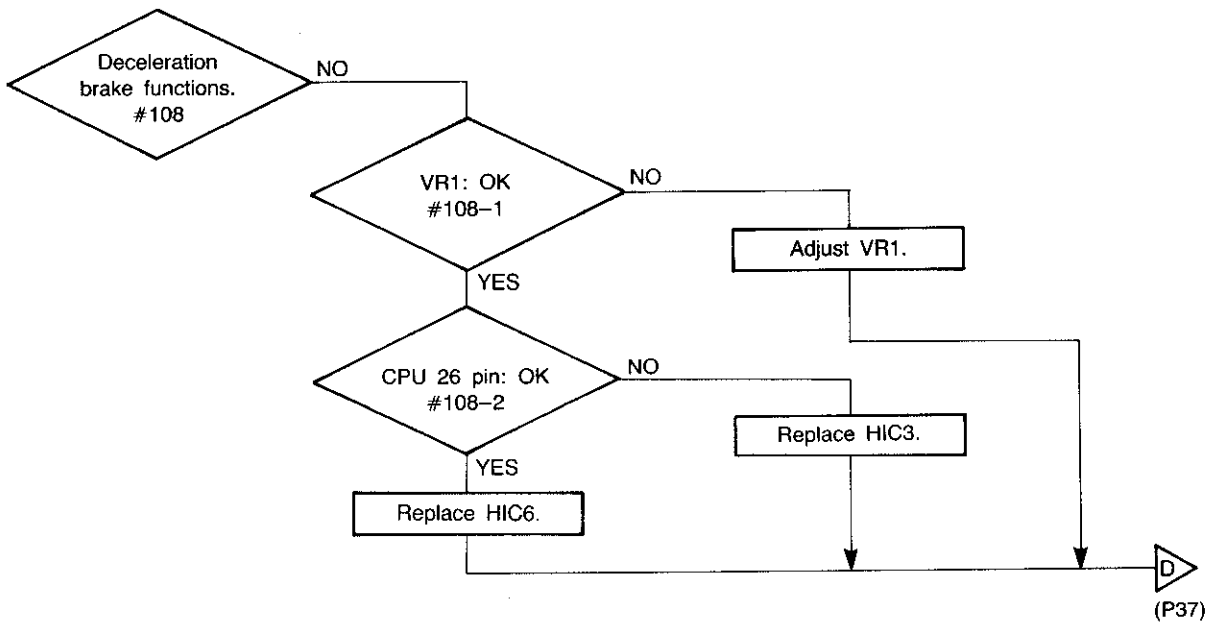 Deceleration
brake functions.
#108
NO
VR1: OK
#108-1
NO
Adjust VR1.
YES
CPU 26 pin: OK
#108-2
NO
Replace HIC3.
YES
Replace HIC6.
D
(P37)